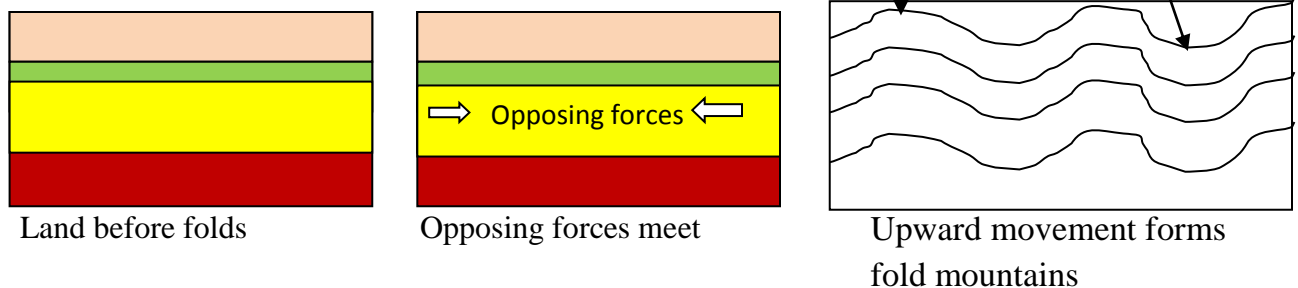 Opposing forces
Land before folds
Opposing forces meet
Upward movement forms
fold mountains